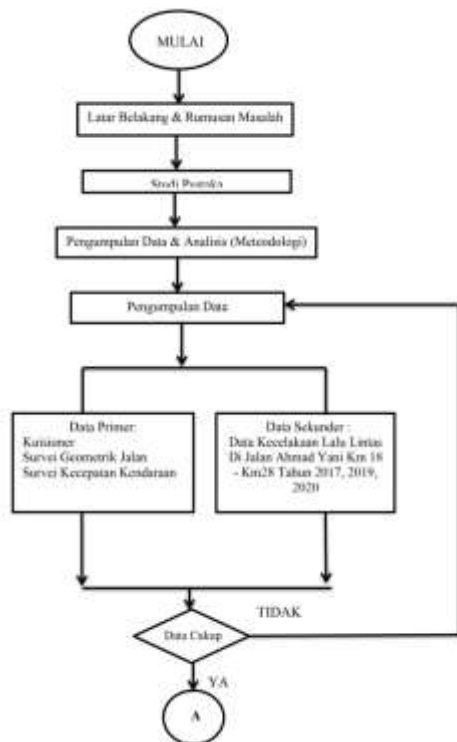 MULAI
Latar Belakang & Rumusan Masalah
Studi Pustaka
Pengumpulan Data & Analisis (Metendologi)
Pengumpulan Data
Data Primer:
Kuisioner
Survei Geometrik Jalan
Survei Kecepatan Kendaraan
Data Sekunder :
Data Kecelakaan Lalu Lintas
Di Jalan Ahmad Yani Km 18
- Km28 Tahun 2017, 2019,
2020
TIDAK
Data Cukup
YA
A